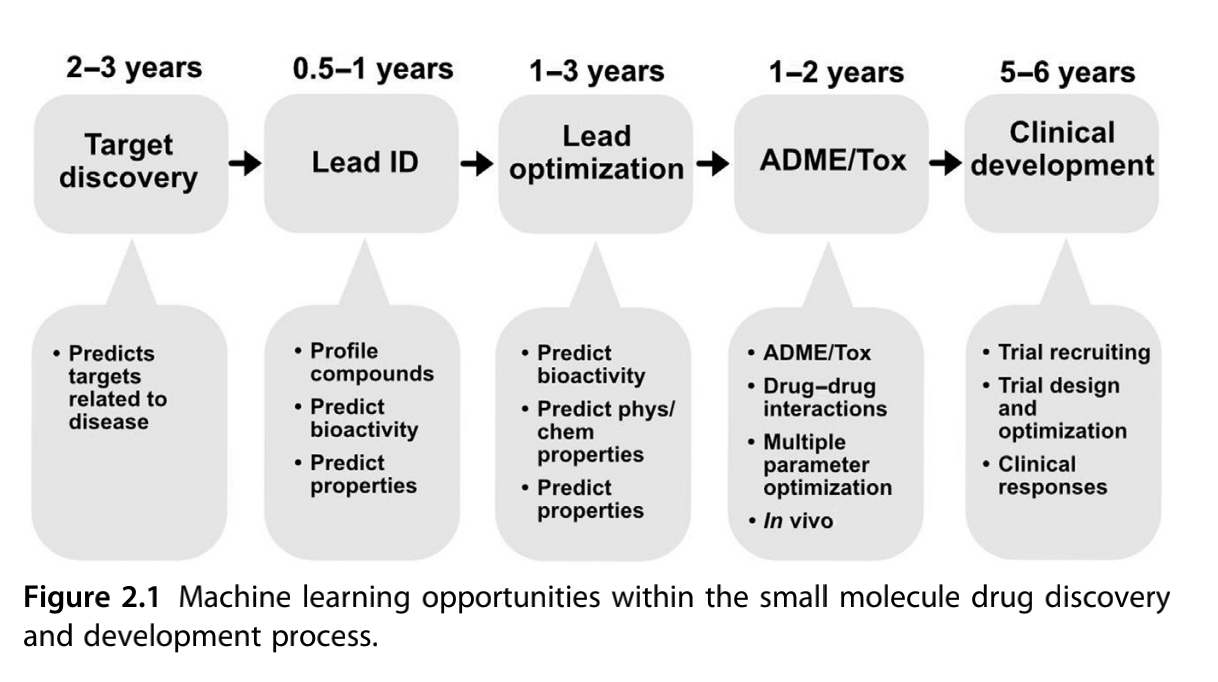 2–3 years
0.5–1 years
1–3 years
1–2 years
5–6 years
Target
discovery
Lead ID
Lead
optimization
ADME/Tox
Clinical
development
• Predicts
targets
related to
disease
• Profile
compounds
• Predict
bioactivity
• Predict
properties
• Predict
bioactivity
• Predict phys/
chem
properties
• Predict
properties
• ADME/Tox
• Drug–drug
interactions
• Multiple
parameter
optimization
• In vivo
• Trial recruiting
• Trial design
and
optimization
• Clinical
responses
Figure 2.1 Machine learning opportunities within the small molecule drug discovery
and development process.